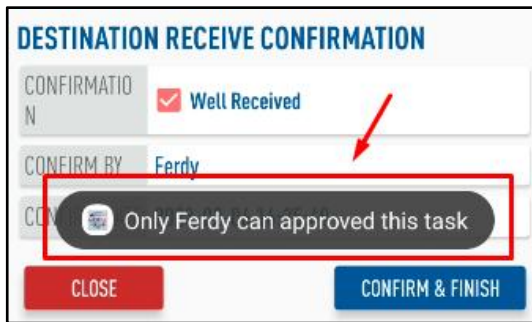 DESTINATION RECEIVE CONFIRMATION
CONFIRMATIO
N
Well Received
CONFIRM BY
Ferdy
Only Ferdy can approved this task
CLOSE
CONFIRM & FINISH